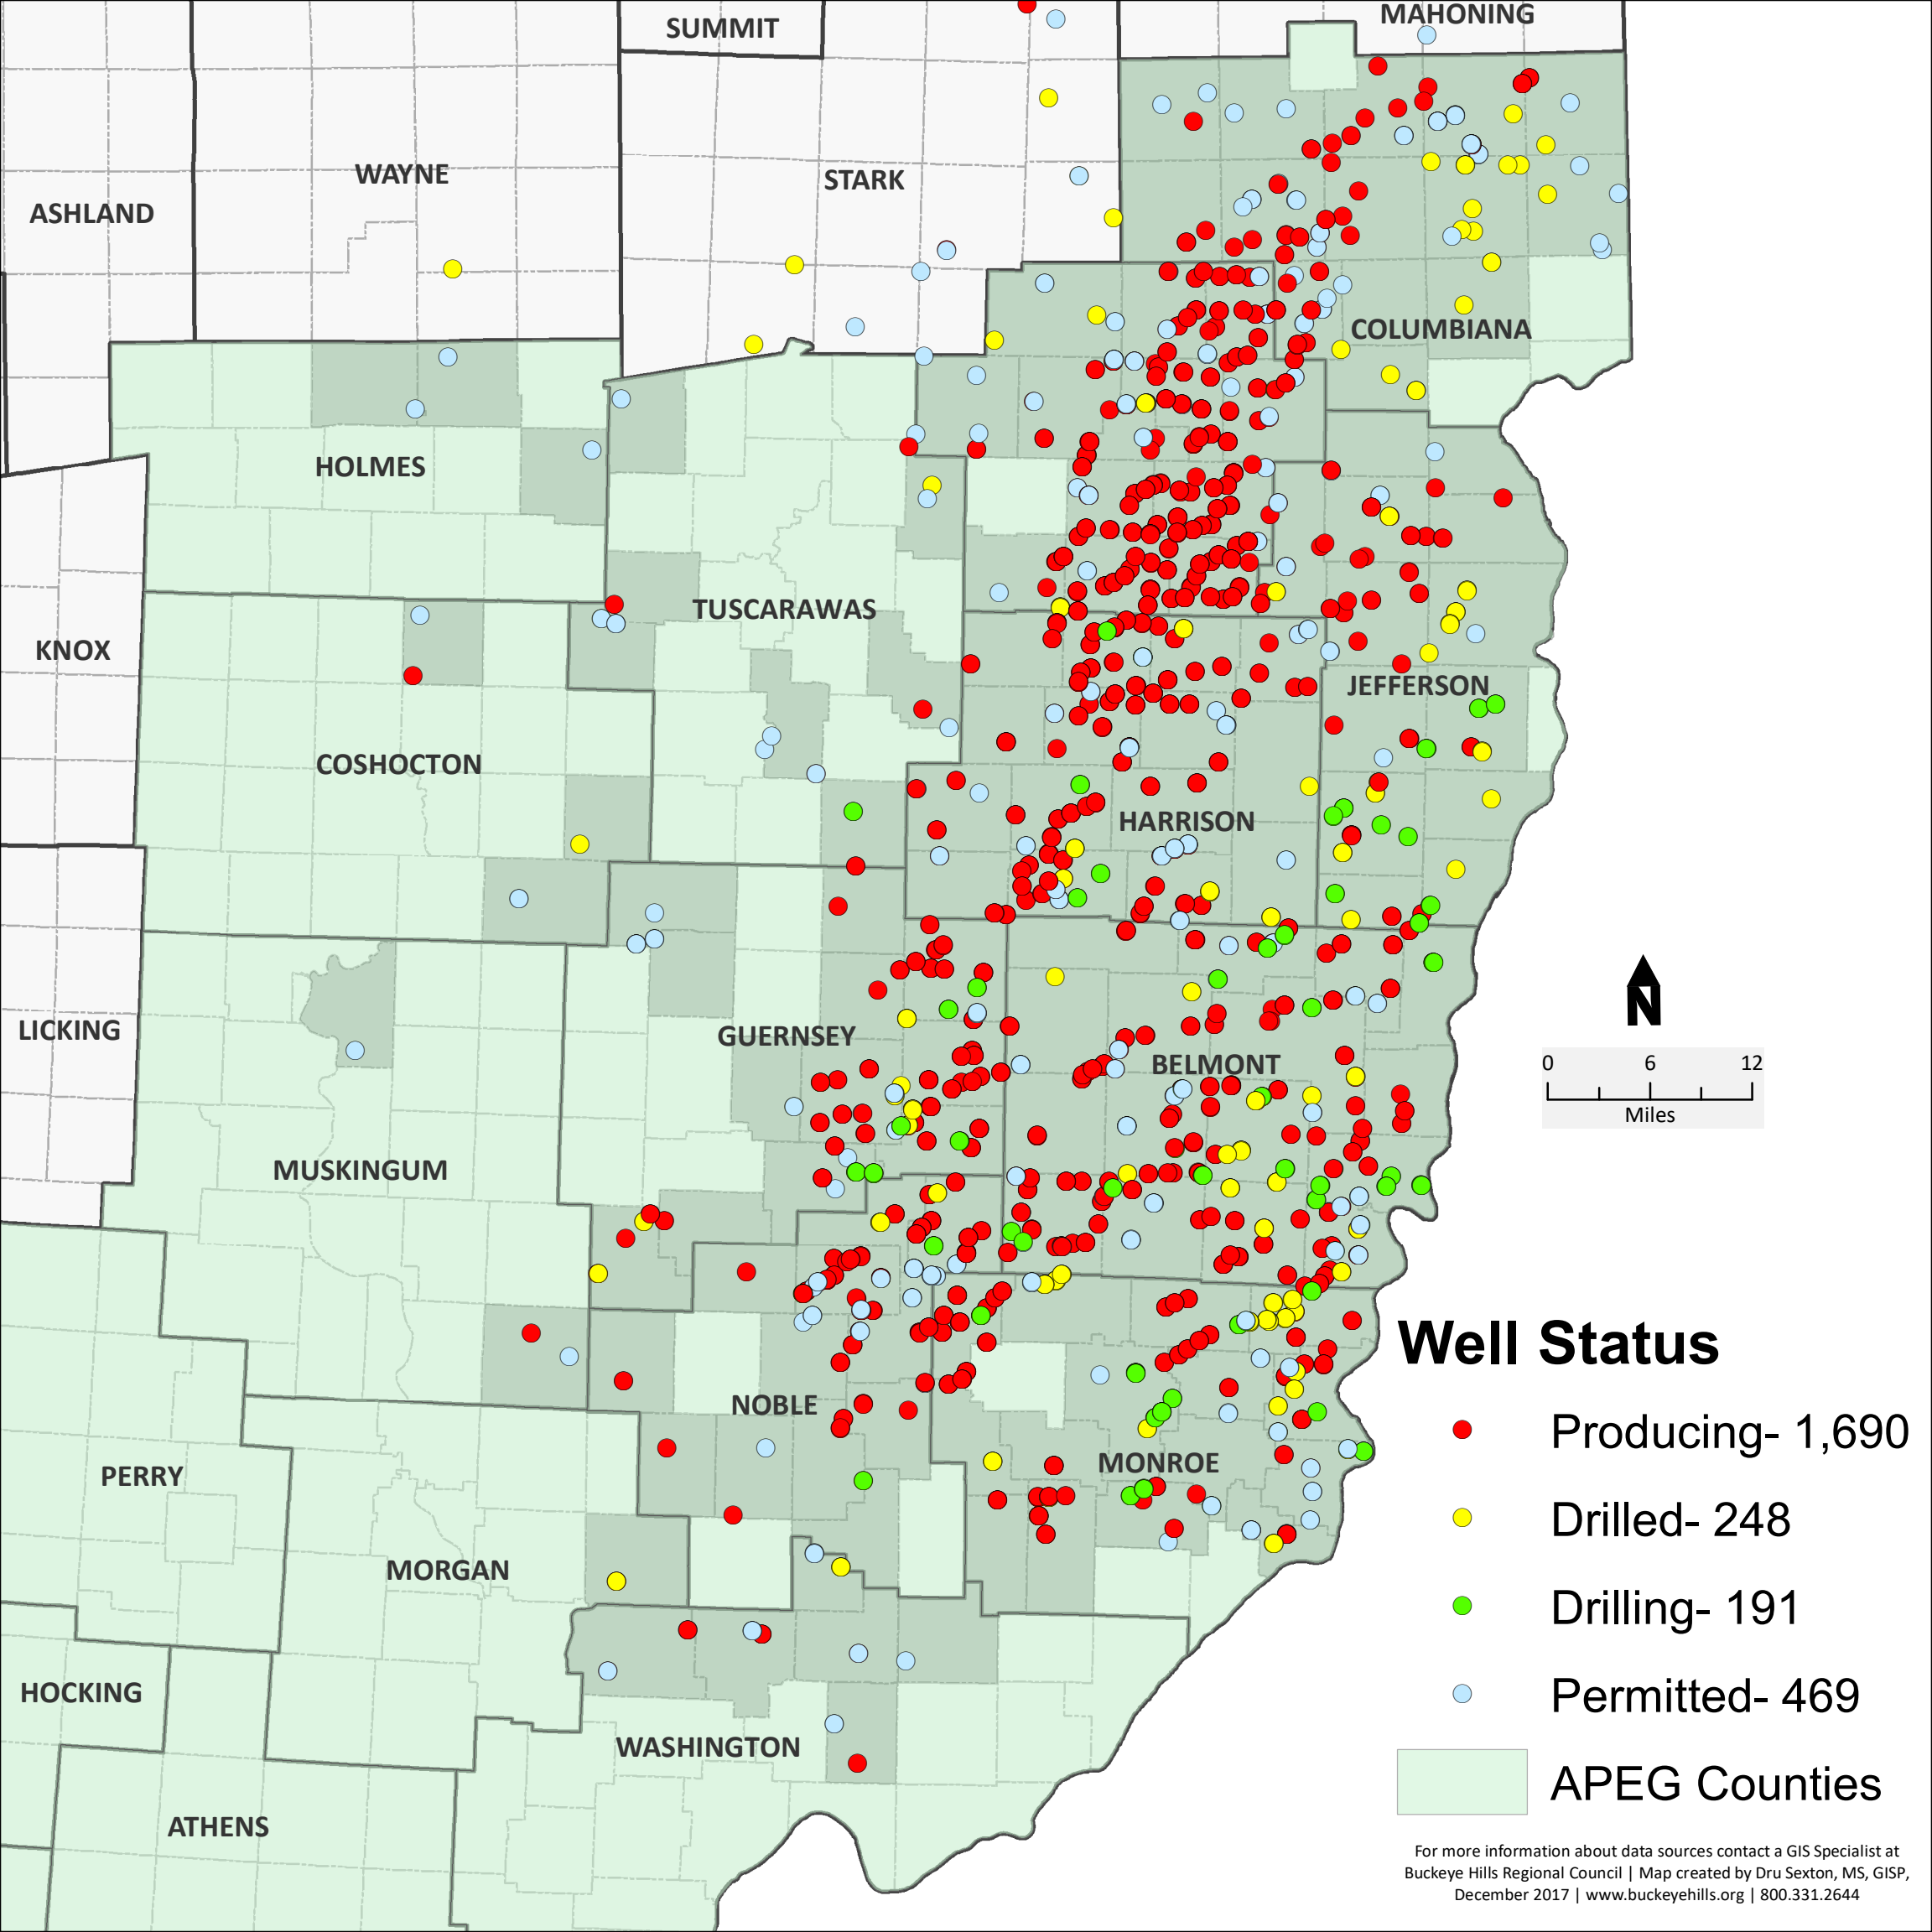 SUMMIT
MAHONING
WAYNE
STARK
ASHLAND
COLUMBIANA
HOLMES
TUSCARAWAS
KNOX
JEFFERSON
COSHOCTON
HARRISON
LICKING
GUERNSEY
BELMONT
N
0 6 12
Miles
MUSKINGUM
NOBLE
MONROE
PERRY
MORGAN
HOCKING
WASHINGTON
ATHENS
Well Status
Producing- 1,690
Drilled- 248
Drilling- 191
Permitted- 469
APEG Counties
For more information about data sources contact a GIS Specialist at
Buckeye Hills Regional Council | Map created by Dru Sexton, MS, GISP,
December 2017 | www.buckeyehills.org | 800.331.2644